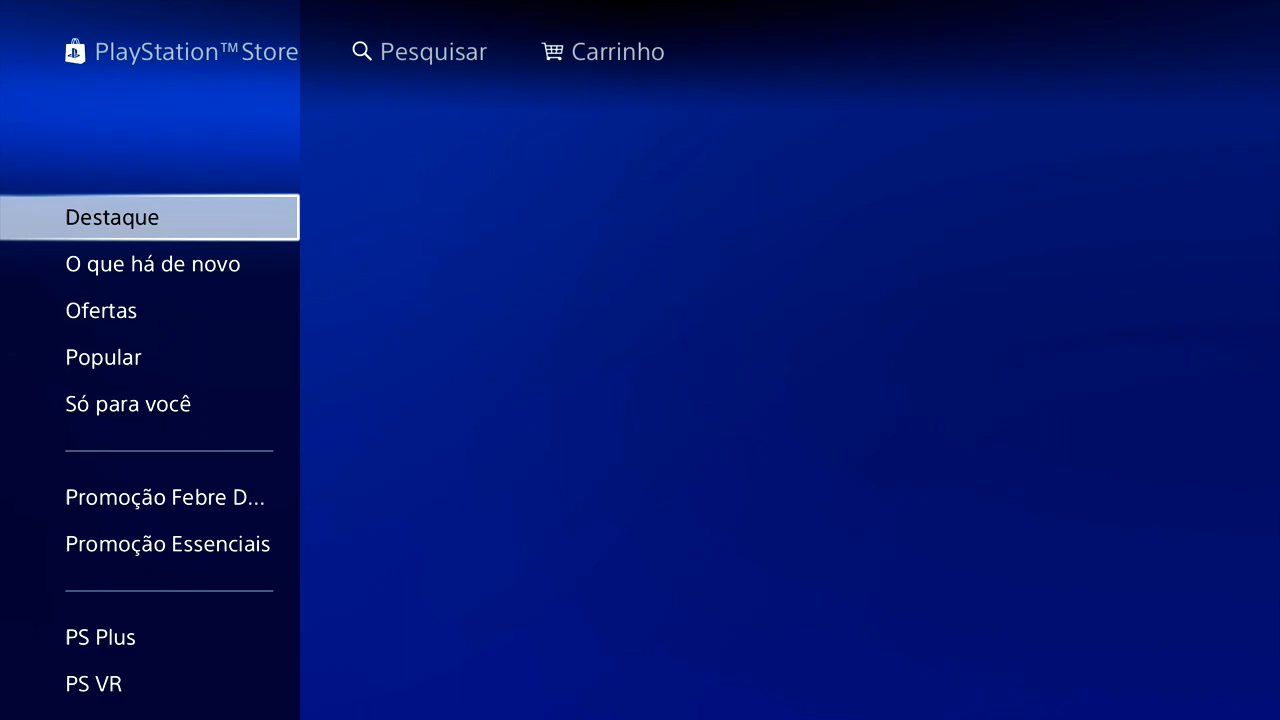 PlayStation™Store
Pesquisar
Carrinho
Destaque
O que há de novo
Ofertas
Popular
Só para você
Promoção Febre D...
Promoção Essenciais
PS Plus
PS VR